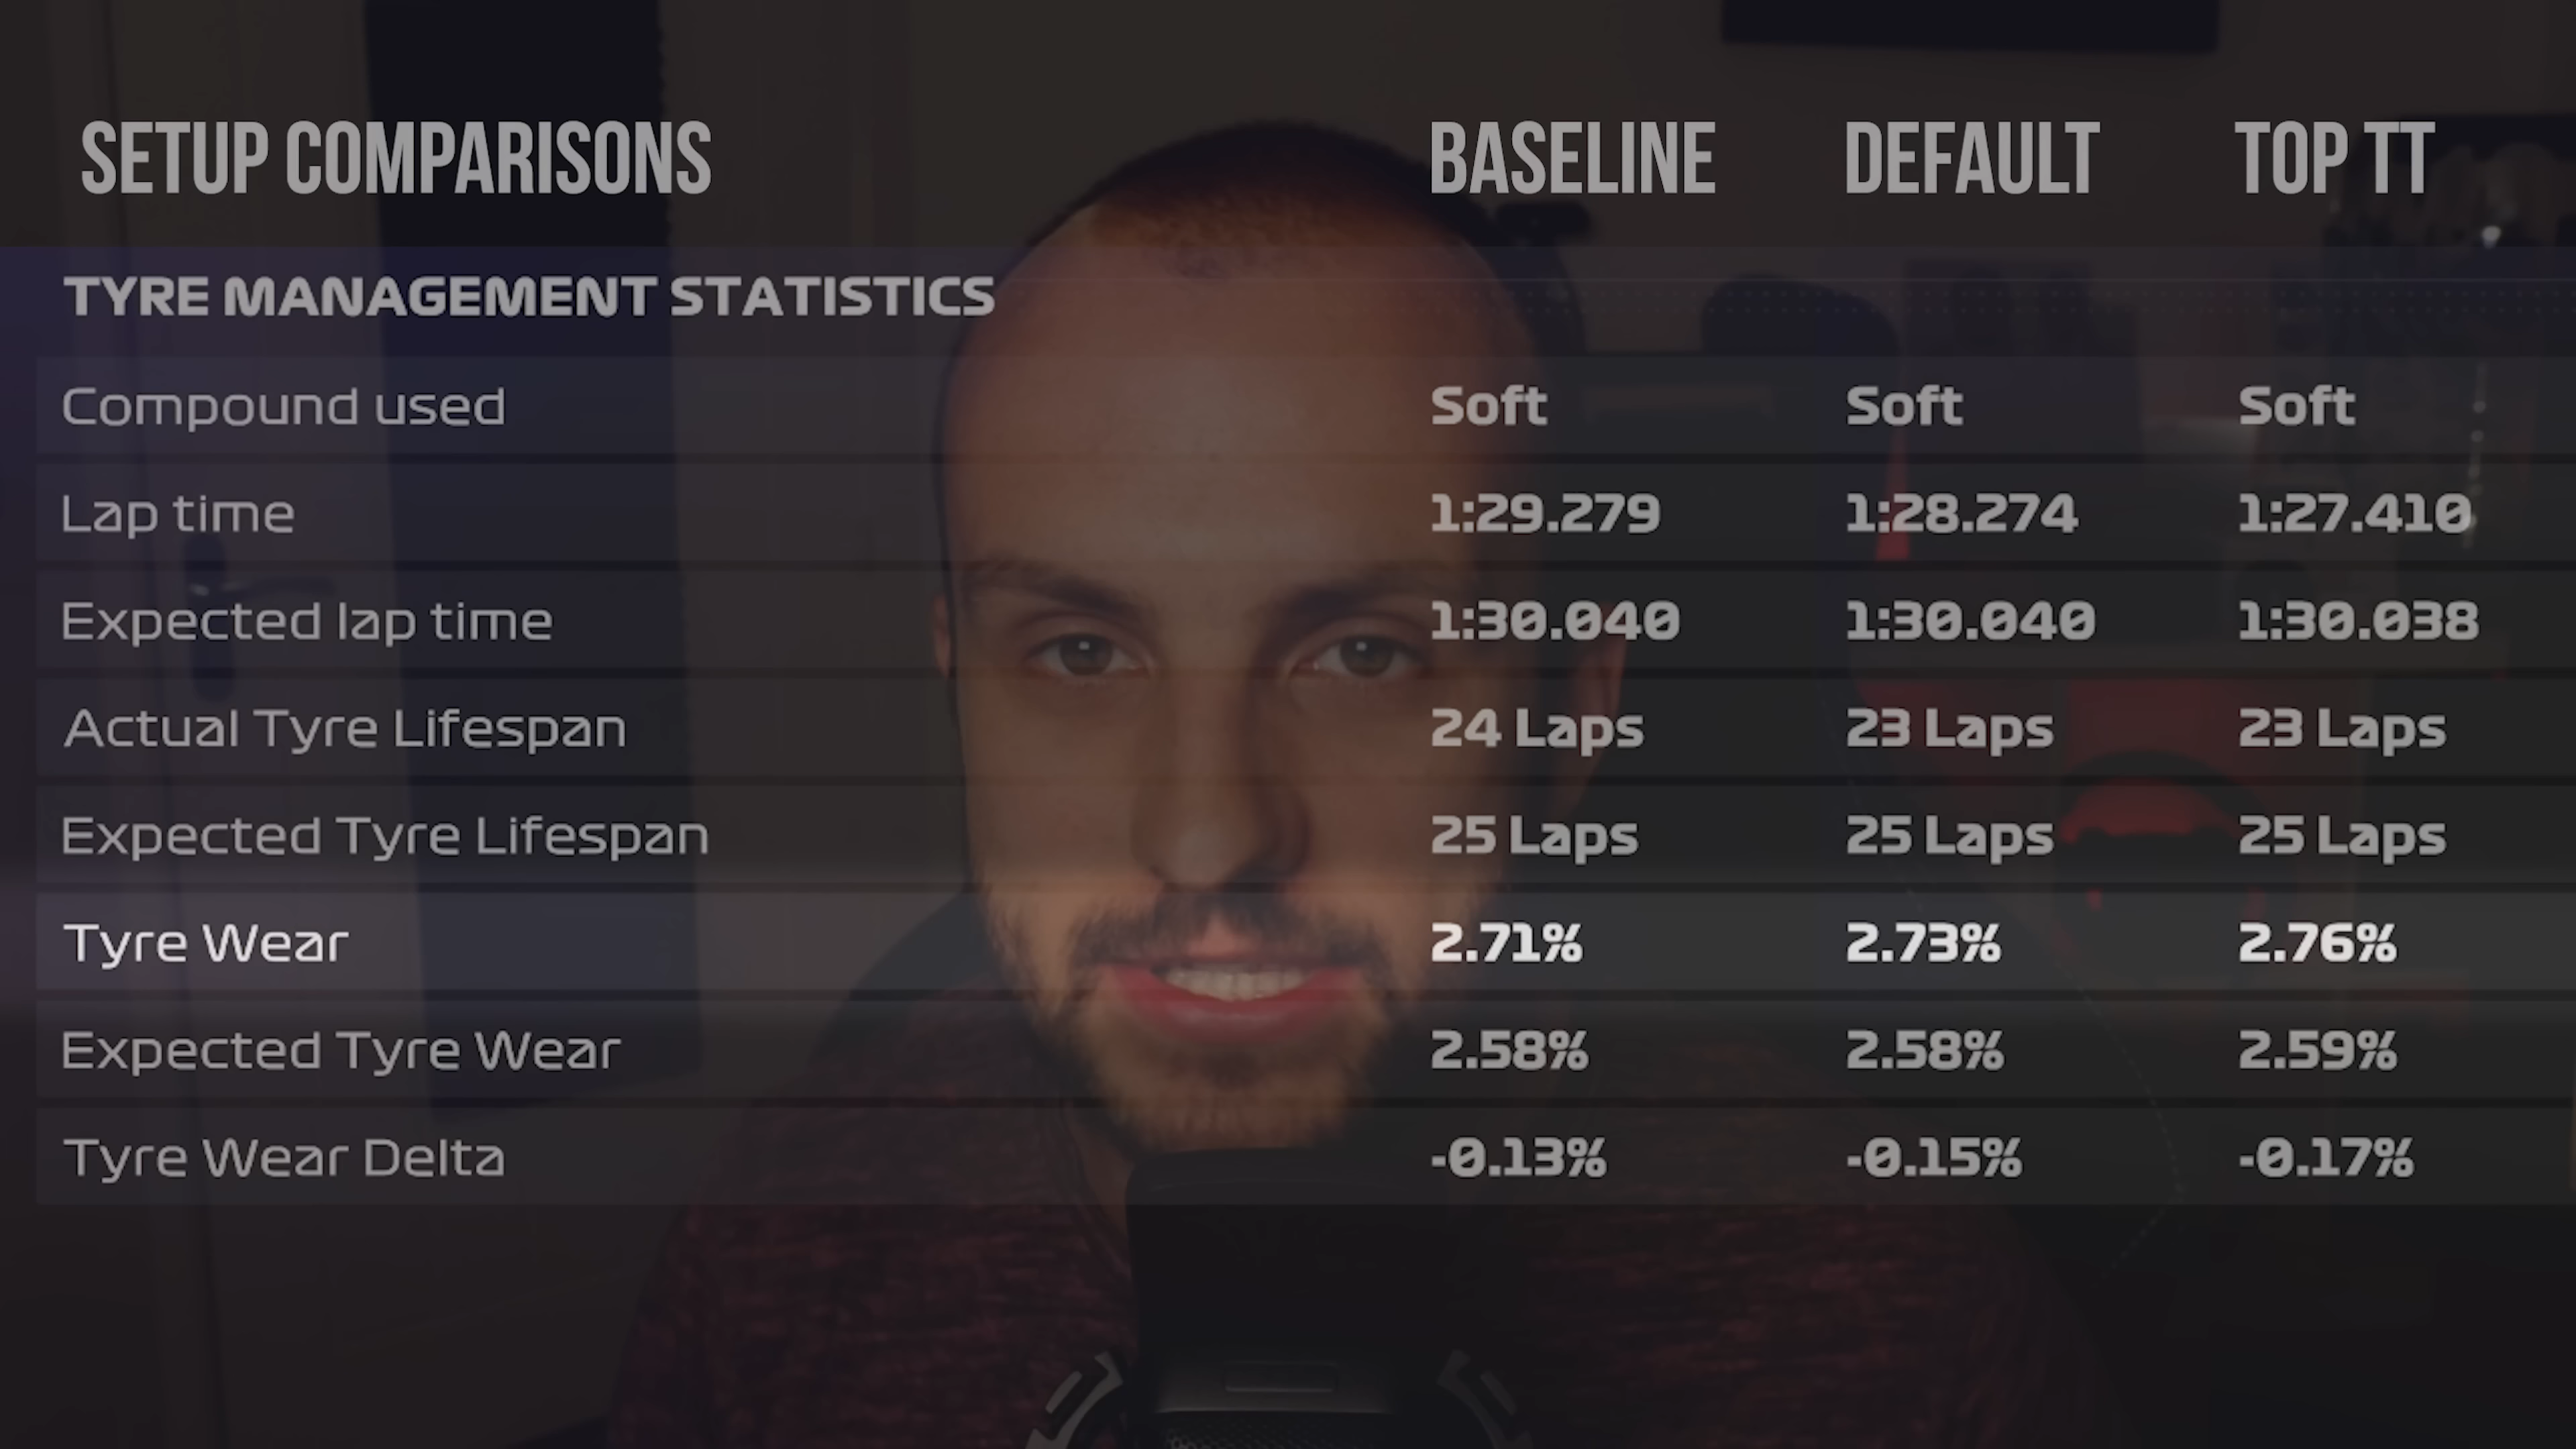 SETUP COMPARISONS BASELINE DEFAULT TOP TT
TYRE MANAGEMENT STATISTICS
Compound used Soft Soft Soft
Lap time 1:29.279 1:28.274 1:27.410
Expected lap time 1:30.040 1:30.040 1:30.038
Actual Tyre Lifespan 24 Laps 23 Laps 23 Laps
Expected Tyre Lifespan 25 Laps 25 Laps 25 Laps
Tyre Wear 2.71% 2.73% 2.76%
Expected Tyre Wear 2.58% 2.58% 2.59%
Tyre Wear Delta -0.13% -0.15% -0.17%